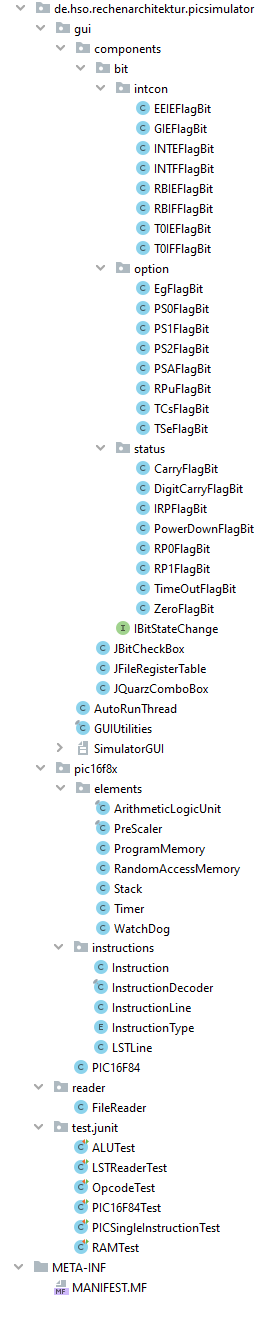 de.hso.rechenarchitektur.picsimulator
gui
components
bit
intcon
EEIEFlagBit
GIEFlagBit
INTEFlagBit
INTFFlagBit
RBIEFlagBit
RBIFFlagBit
T0IEFlagBit
T0IFFlagBit
option
EgFlagBit
PS0FlagBit
PS1FlagBit
PS2FlagBit
PSAFlagBit
RPuFlagBit
TCsFlagBit
TSeFlagBit
status
CarryFlagBit
DigitCarryFlagBit
IRPFlagBit
PowerDownFlagBit
RP0FlagBit
RP1FlagBit
TimeOutFlagBit
ZeroFlagBit
I IBitStateChange
C JBitCheckBox
C JFileRegisterTable
C JQuarzComboBox
C AutoRunThread
C GUIUtilities
SimulatorGUI
pic16f8x
elements
C ArithmeticLogicUnit
C PreScaler
C ProgramMemory
C RandomAccessMemory
C Stack
C Timer
C WatchDog
instructions
C Instruction
C InstructionDecoder
C InstructionLine
E InstructionType
C LSTLine
C PIC16F84
reader
C FileReader
test.junit
C ALUTest
C LSTReaderTest
C OpcodeTest
C PIC16F84Test
C PICSingleInstructionTest
C RAMTest
META-INF
MF MANIFEST.MF